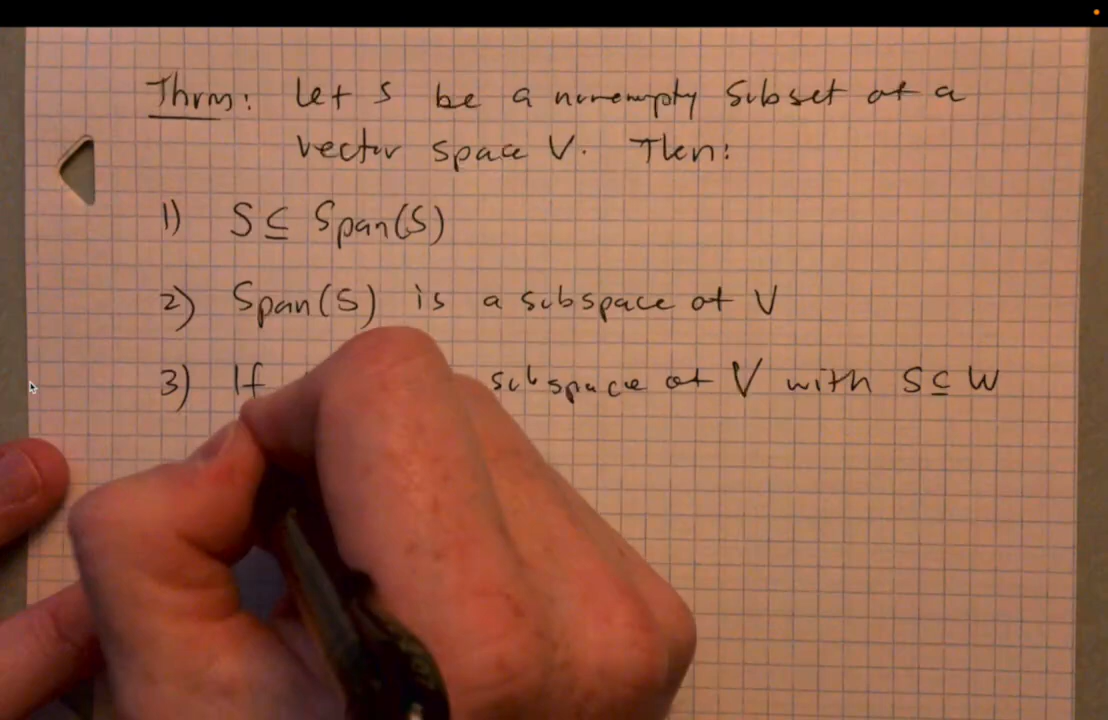 Thrm: Let S be a nonempty subset of a
vector space V. Then:
1) S ⊆ Span(S)
2) Span(S) is a subspace of V
3) If subspace of V with S ⊆ W